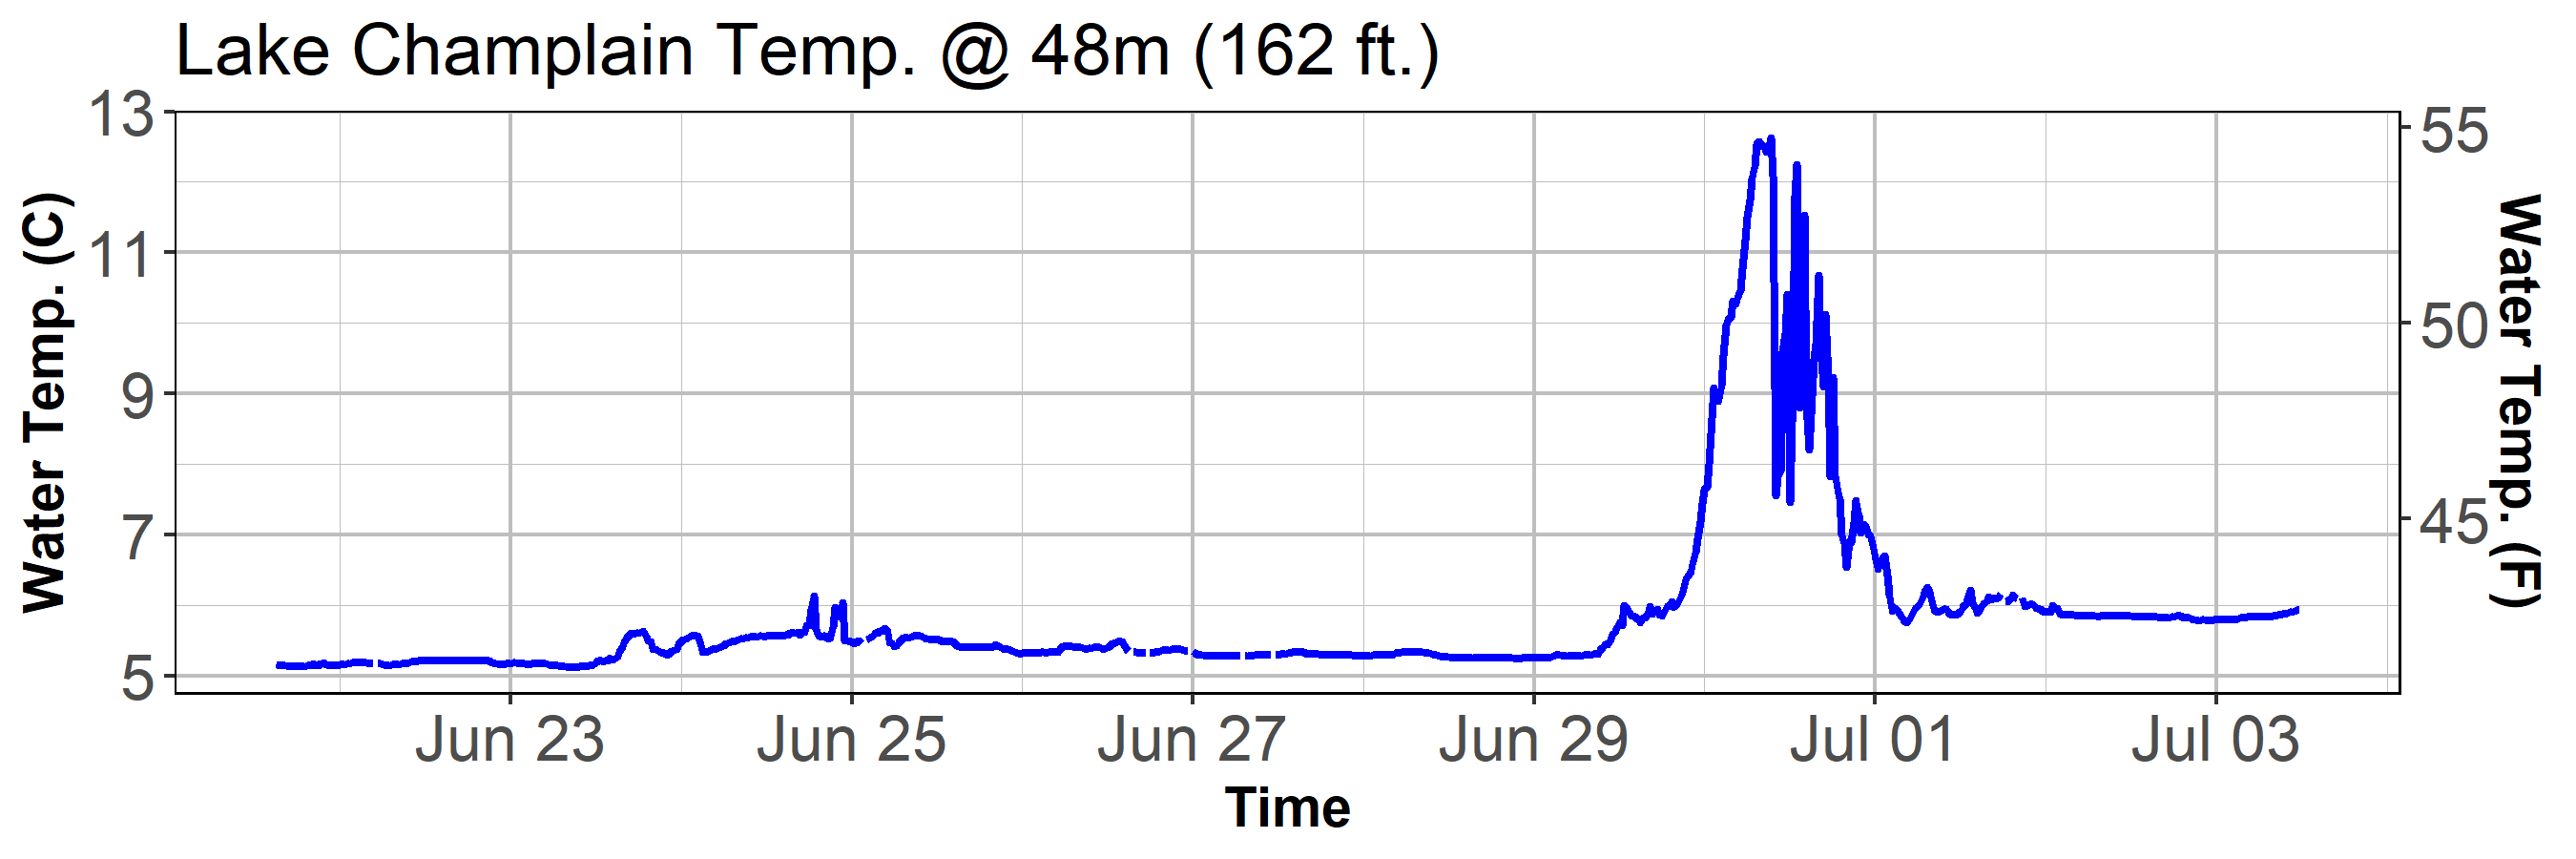 Lake Champlain Temp. @ 48m (162 ft.)
13
11
9
7
5
Water Temp. (C)
55
50
45
Water Temp. (F)
Jun 23
Jun 25
Jun 27
Jun 29
Jul 01
Jul 03
Time